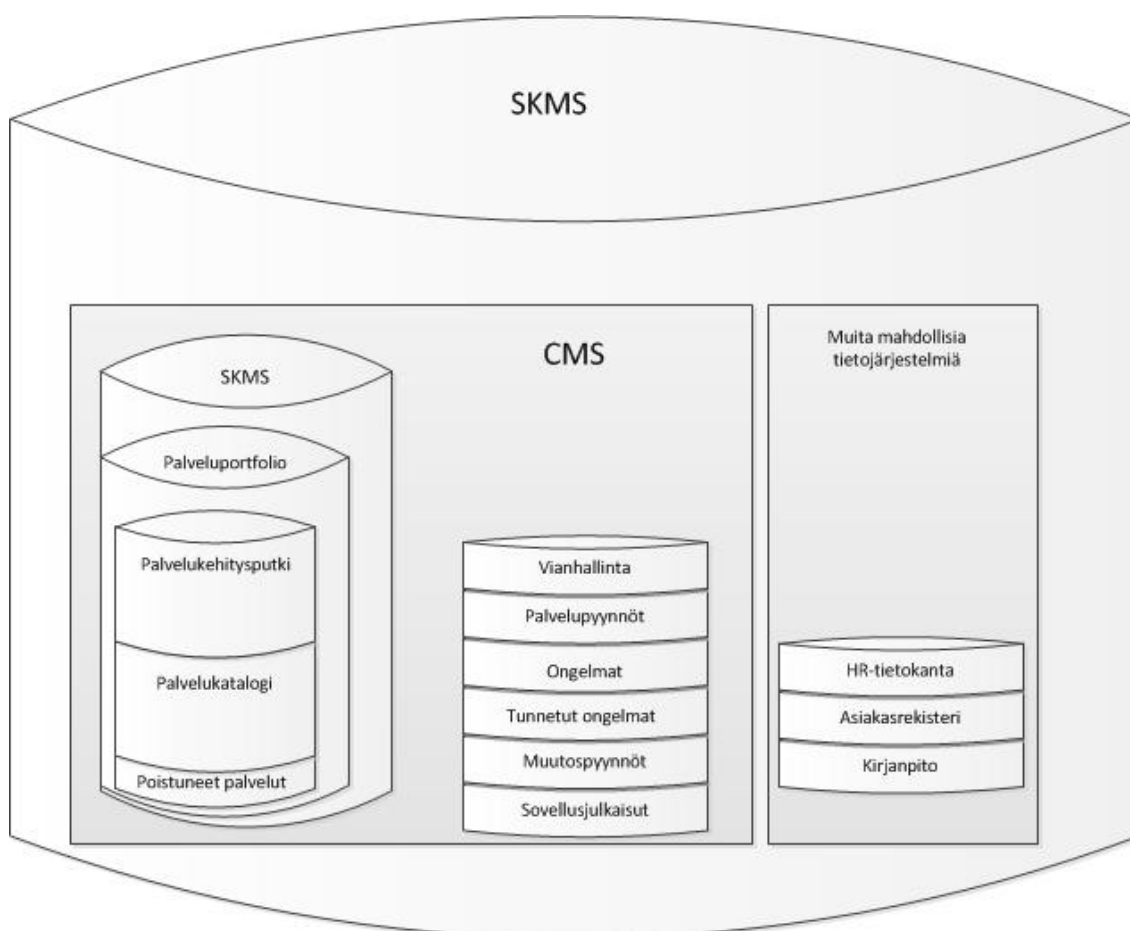 SKMS
CMS
SKMS
Palveluportfolio
Palvelukehitysputki
Palvelukatalogi
Poistuneet palvelut
Vianhallinta
Palvelupyynnöt
Ongelmat
Tunnetut ongelmat
Muutospyynnöt
Sovellusjulkaisut
Muita mahdollisia
tietojärjestelmiä
HR-tietokanta
Asiakasrekisteri
Kirjanpito